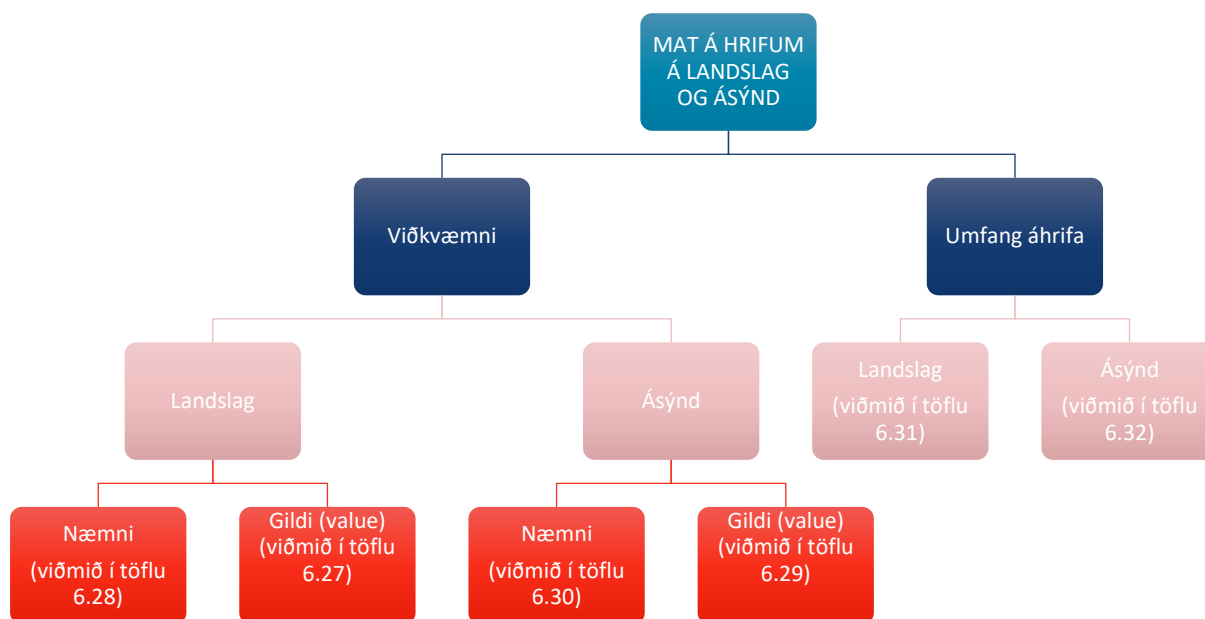 MAT Á HRIFUM
Á LANDSLAG
OG ÁSÝND
Viðkvæmni
Umfang áhrifa
Landslag
Ásýnd
Landslag
(viðmið í töflu
6.31)
Ásýnd
(viðmið í töflu
6.32)
Næmni
(viðmið í töflu
6.28)
Gildi (value)
(viðmið í töflu
6.27)
Næmni
(viðmið í töflu
6.30)
Gildi (value)
(viðmið í töflu
6.29)